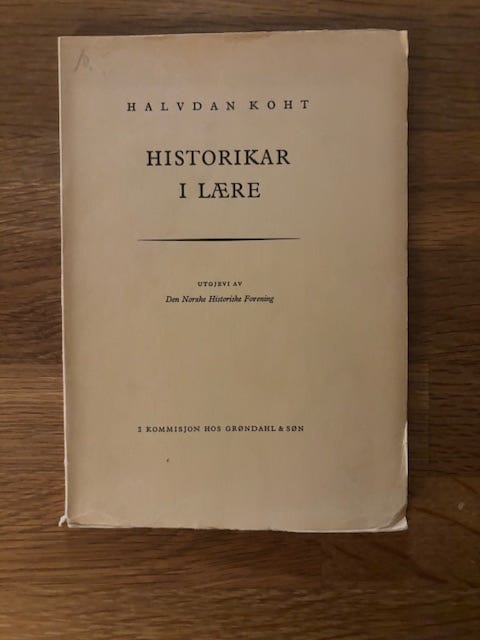 HALVDAN KOHT
HISTORIKAR
I LÆRE
UTGJEVI AV
Den Norske Historiske Forening
I KOMMISJON HOS GRØNDAHL & SØN